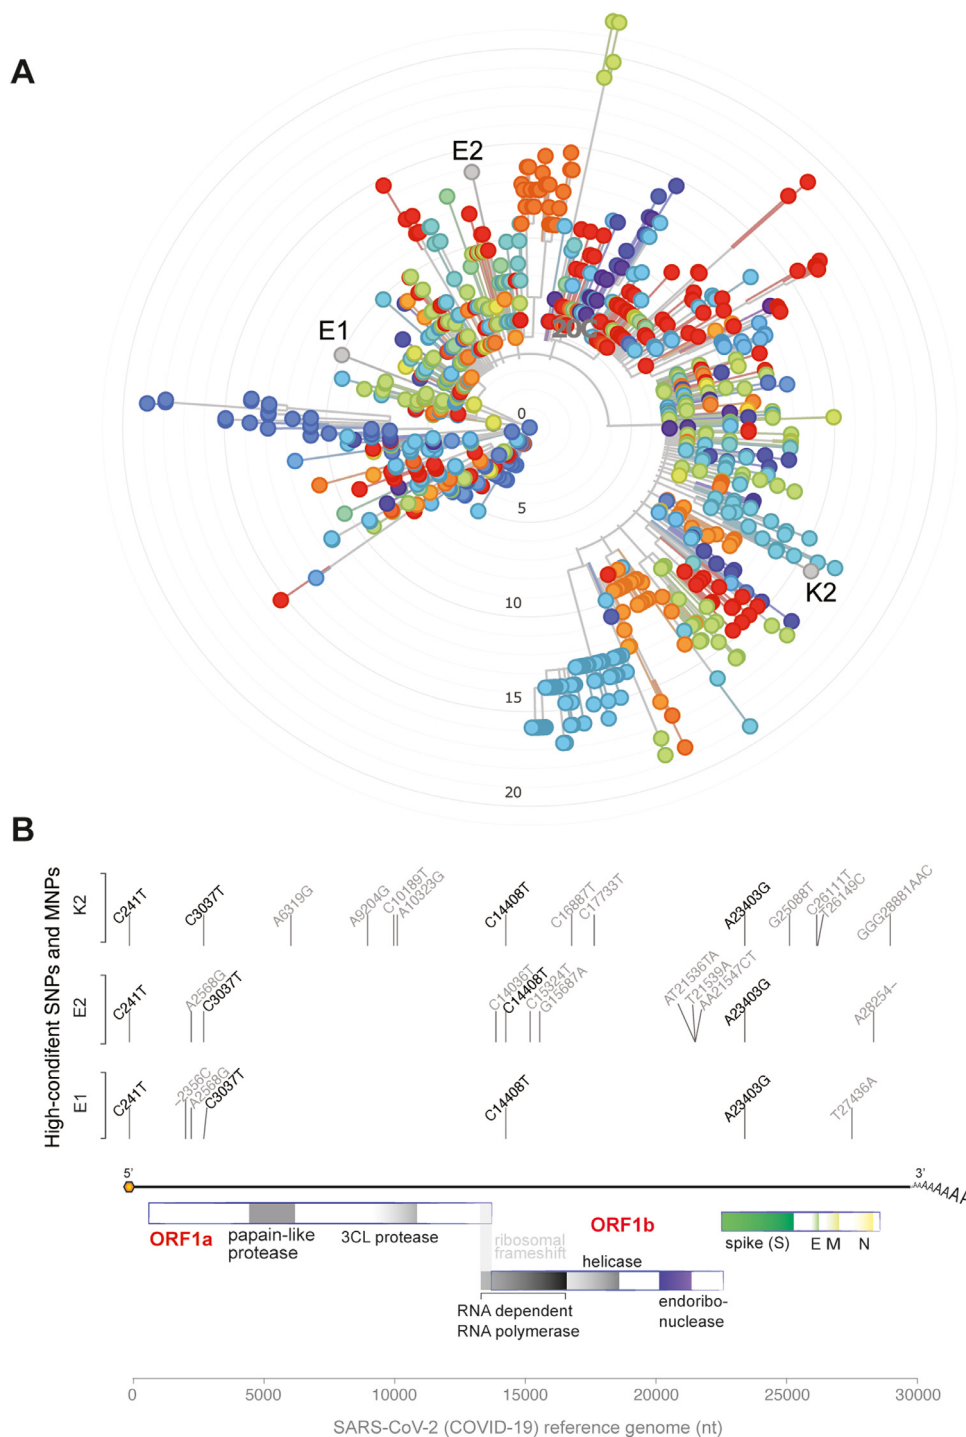 A
E2
E1
20C
0
5
K2
10
15
20
B
High-condifent SNPs and MNPs
K2
C241T
C3037T
A6319G
A9204G
C10189T
A10323G
C14408T
C16887T
C17733T
A23403G
G25088T
C26111T
T26149C
GGG28881AAC
E2
C241T
A2568G
C3037T
C14036T
C14408T
C15324T
G15687A
AT21536TA
T21539A
AA21547CT
A23403G
A28254–
E1
C241T
–2356C
A2568G
C3037T
C14408T
A23403G
T27436A
5'
3'
AAAAAAAAA
ORF1a
papain-like
protease
3CL protease
ribosomal
frameshift
ORF1b
helicase
spike (S)
E M N
RNA dependent
RNA polymerase
endoribo-
nuclease
0 5000 10000 15000 20000 25000 30000
SARS-CoV-2 (COVID-19) reference genome (nt)